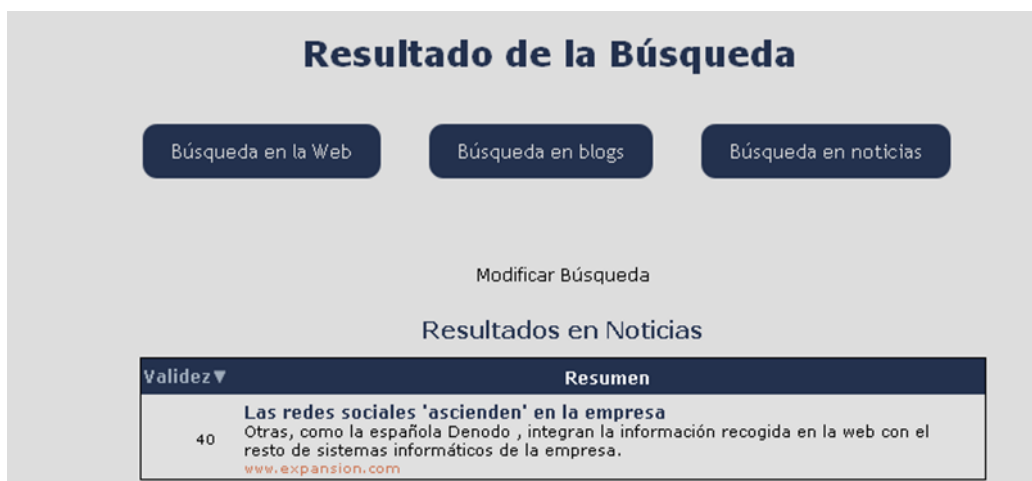 Resultado de la Búsqueda
Búsqueda en la Web
Búsqueda en blogs
Búsqueda en noticias
Modificar Búsqueda
Resultados en Noticias
Validez▼
Resumen
40
Las redes sociales 'ascienden' en la empresa
Otras, como la española Denodo , integran la información recogida en la web con el
resto de sistemas informáticos de la empresa.
www.expansion.com